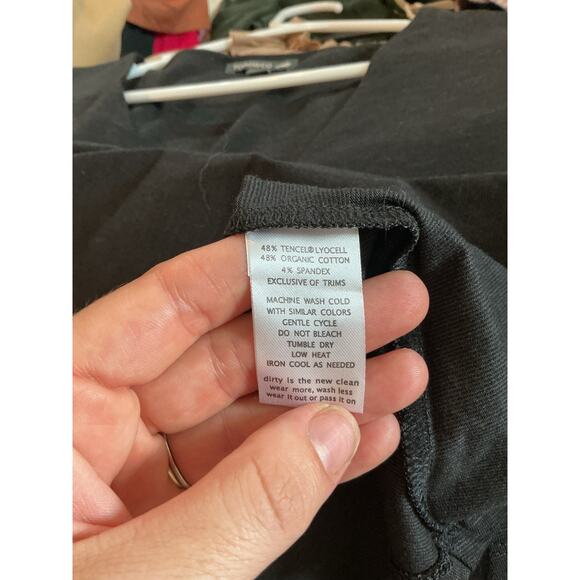 48% TENCEL® LYOCELL
48% ORGANIC COTTON
4% SPANDEX
EXCLUSIVE OF TRIMS
MACHINE WASH COLD
WITH SIMILAR COLORS
GENTLE CYCLE
DO NOT BLEACH
TUMBLE DRY
LOW HEAT
IRON COOL AS NEEDED
dirty is the new clean
wear more, wash less
wear it out or pass it on